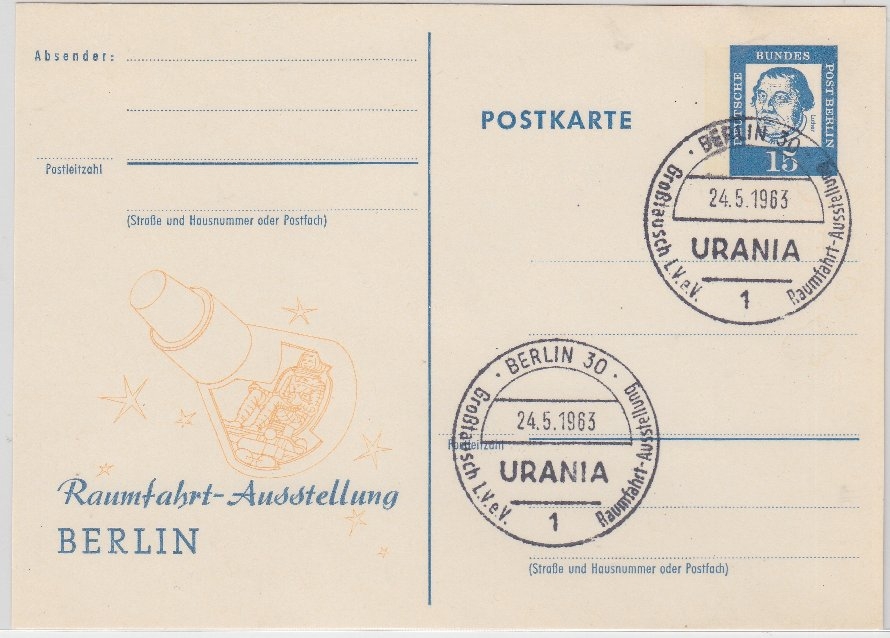 Absender:
Postleitzahl
(Straße und Hausnummer oder Postfach)
Raumfahrt-Ausstellung
BERLIN
POSTKARTE
DEUTSCHE
BUNDES
POST BERLIN
Luther
15
· BERLIN 30 ·
24.5.1963
URANIA
1
Großtausch L.V.e.V.
Raumfahrt-Ausstellung
· BERLIN 30 ·
24.5.1963
URANIA
1
Großtausch L.V.e.V.
Raumfahrt-Ausstellung
Postleitzahl
(Straße und Hausnummer oder Postfach)